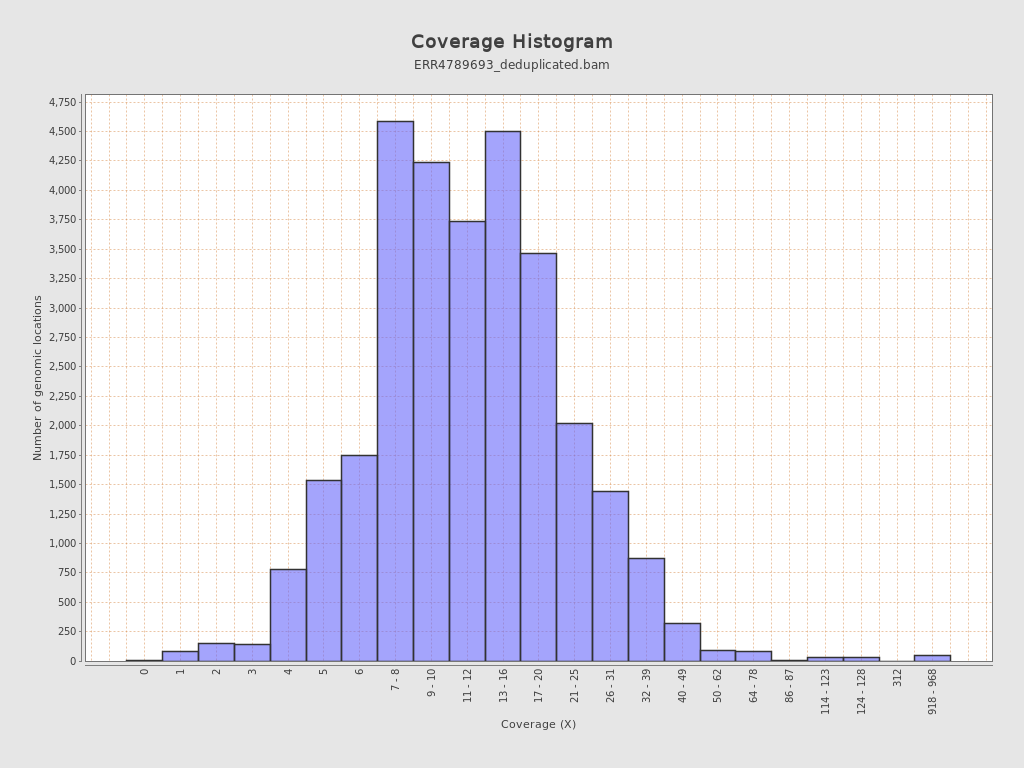 Coverage Histogram
ERR4789693_deduplicated.bam
Number of genomic locations
4,750
4,500
4,250
4,000
3,750
3,500
3,250
3,000
2,750
2,500
2,250
2,000
1,750
1,500
1,250
1,000
750
500
250
0
0
1
2
3
4
5
6
7 - 8
9 - 10
11 - 12
13 - 16
17 - 20
21 - 25
26 - 31
32 - 39
40 - 49
50 - 62
64 - 78
86 - 87
114 - 123
124 - 128
312
918 - 968
Coverage (X)